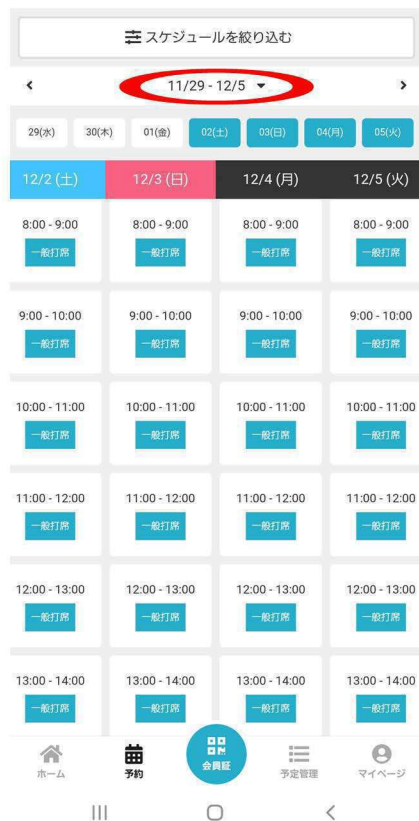 スケジュールを絞り込む
11/29 - 12/5
29(水) 30(木) 01(金) 02(土) 03(日) 04(月) 05(火)
12/2 (土) 12/3 (日) 12/4 (月) 12/5 (火)
8:00 - 9:00 8:00 - 9:00 8:00 - 9:00 8:00 - 9:00
一般打席 一般打席 一般打席 一般打席
9:00 - 10:00 9:00 - 10:00 9:00 - 10:00 9:00 - 10:00
一般打席 一般打席 一般打席 一般打席
10:00 - 11:00 10:00 - 11:00 10:00 - 11:00 10:00 - 11:00
一般打席 一般打席 一般打席 一般打席
11:00 - 12:00 11:00 - 12:00 11:00 - 12:00 11:00 - 12:00
一般打席 一般打席 一般打席 一般打席
12:00 - 13:00 12:00 - 13:00 12:00 - 13:00 12:00 - 13:00
一般打席 一般打席 一般打席 一般打席
13:00 - 14:00 13:00 - 14:00 13:00 - 14:00 13:00 - 14:00
一般打席 一般打席 一般打席 一般打席
ホーム 予約 会員証 予定管理 マイページ